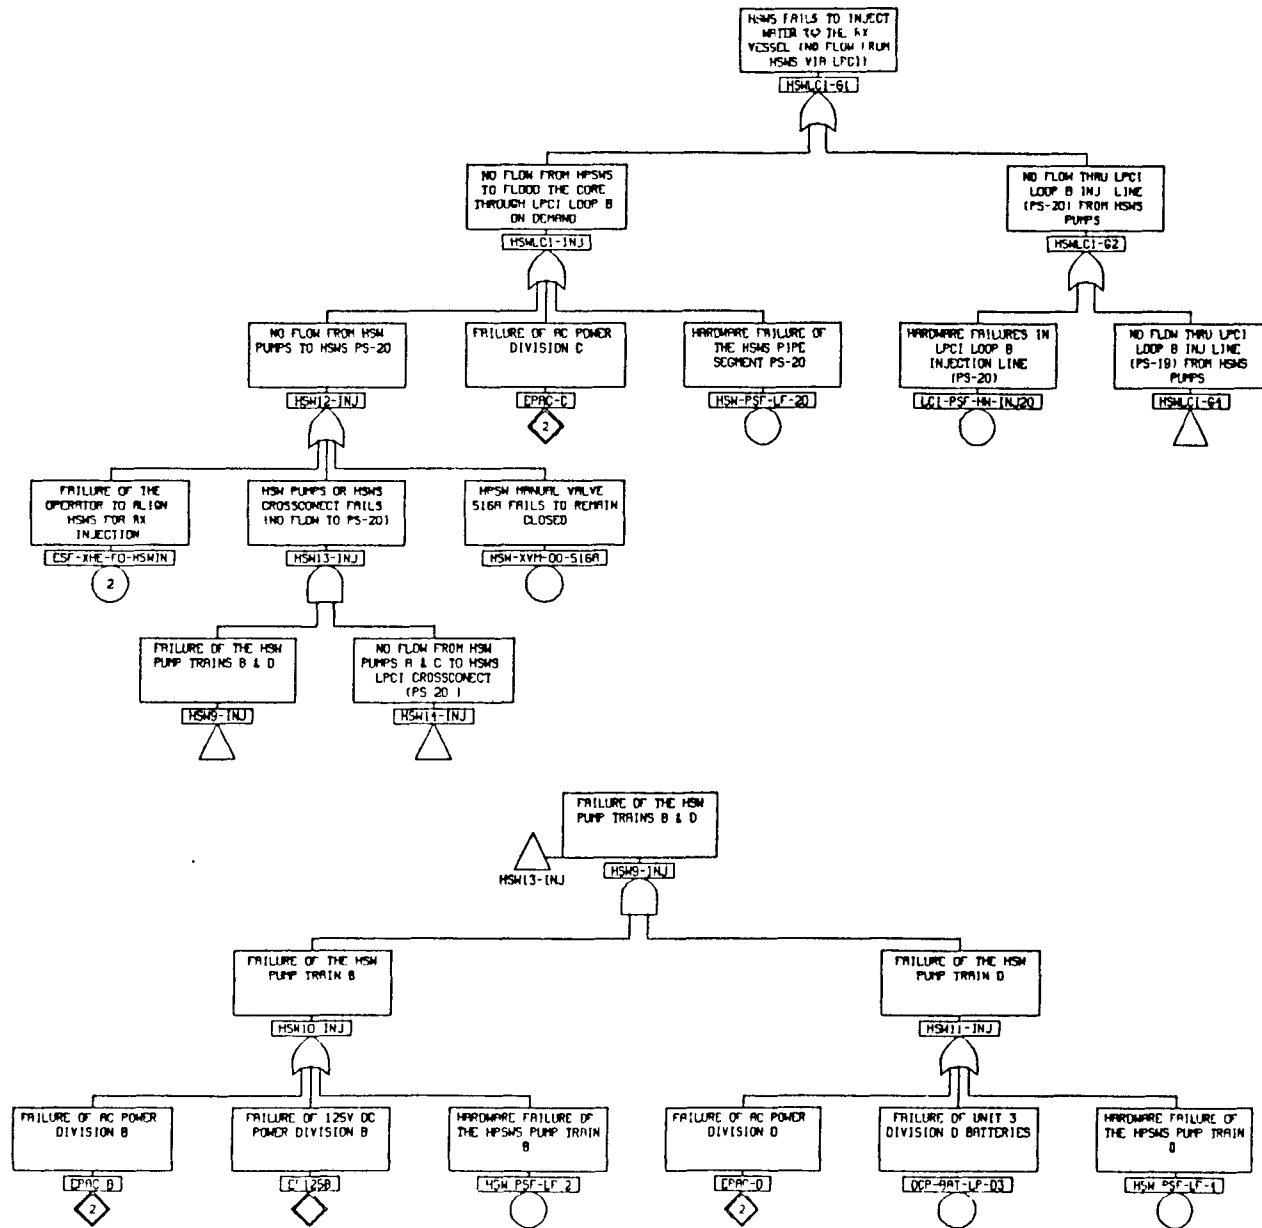 HSWS FAILS TO INJECT
WATER TO THE RX
VESSEL (NO FLOW FROM
HSWS VIA LPCI)
HSWLCI-G1
NO FLOW FROM HPSWS
TO FLOOD THE CORE
THROUGH LPCI LOOP B
ON DEMAND
HSWLCI-INJ
NO FLOW THRU LPCI
LOOP B INJ LINE
(PS-20) FROM HSWS
PUMPS
HSWLCI-G2
NO FLOW FROM HSW
PUMPS TO HSWS PS-20
HSW12-INJ
FAILURE OF AC POWER
DIVISION C
EPAC-C
2
HARDWARE FAILURE OF
THE HSWS PIPE
SEGMENT PS-20
HSW-PSF-LF-20
HARDWARE FAILURES IN
LPCI LOOP B
INJECTION LINE
(PS-20)
LCI-PSF-HW-INJ20
NO FLOW THRU LPCI
LOOP B INJ LINE
(PS-19) FROM HSWS
PUMPS
HSWLCI-G4
FAILURE OF THE
OPERATOR TO ALIGN
HSWS FOR RX
INJECTION
ESF-XHE-FO-HSWIN
2
HSW PUMPS OR HSWS
CROSSCONECT FAILS
(NO FLOW TO PS-20)
HSW13-INJ
HPSW MANUAL VALVE
516A FAILS TO REMAIN
CLOSED
HSW-XVM-OO-516A
FAILURE OF THE HSW
PUMP TRAINS B & D
HSW9-INJ
NO FLOW FROM HSW
PUMPS A & C TO HSWS
LPCI CROSSCONECT
(PS 20 )
HSW14-INJ
FAILURE OF THE HSW
PUMP TRAINS B & D
HSW13-INJ
HSW9-INJ
FAILURE OF THE HSW
PUMP TRAIN B
HSW10 INJ
FAILURE OF THE HSW
PUMP TRAIN D
HSW11-INJ
FAILURE OF AC POWER
DIVISION B
EPAC B
2
FAILURE OF 125V DC
POWER DIVISION B
HARDWARE FAILURE OF
THE HPSWS PUMP TRAIN
B
HSW PSF-LF 2
FAILURE OF AC POWER
DIVISION D
EPAC-D
2
FAILURE OF UNIT 3
DIVISION D BATTERIES
DCP-BAT-LP-D3
HARDWARE FAILURE OF
THE HPSWS PUMP TRAIN
D
HSW PSF-LF-4